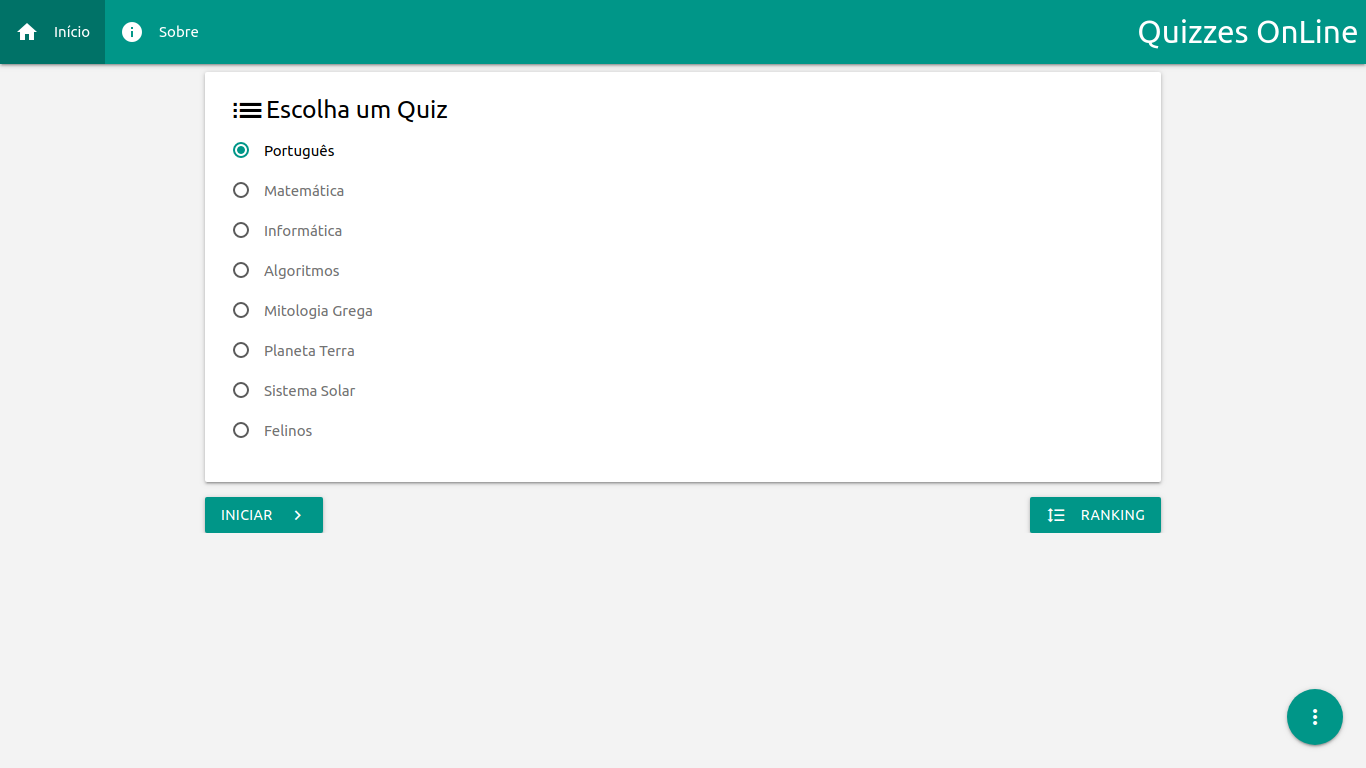 Início
Sobre
Quizzes OnLine
Escolha um Quiz
Português
Matemática
Informática
Algoritmos
Mitologia Grega
Planeta Terra
Sistema Solar
Felinos
INICIAR
RANKING